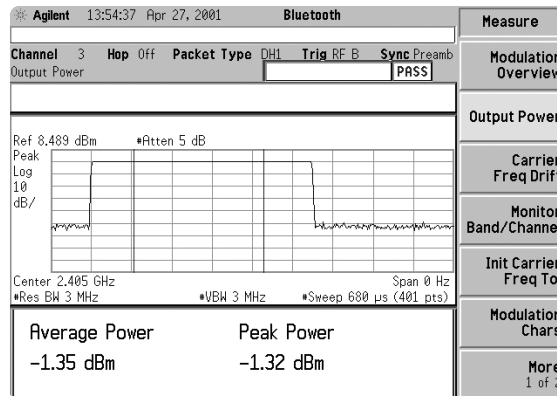 Agilent 13:54:37 Apr 27, 2001 Bluetooth
Measure
Channel 3 Hop Off Packet Type DH1 Trig RF B Sync Preamb
Output Power PASS
Modulation
Overview
Output Power
Ref 8.489 dBm #Atten 5 dB
Peak
Log
10
dB/
Carrier
Freq Drift
Monitor
Band/Channel
Center 2.405 GHz Span 0 Hz
#Res BW 3 MHz #VBW 3 MHz #Sweep 680 µs (401 pts)
Init Carrier
Freq To
Average Power Peak Power
-1.35 dBm -1.32 dBm
Modulation
Chars
More
1 of 2